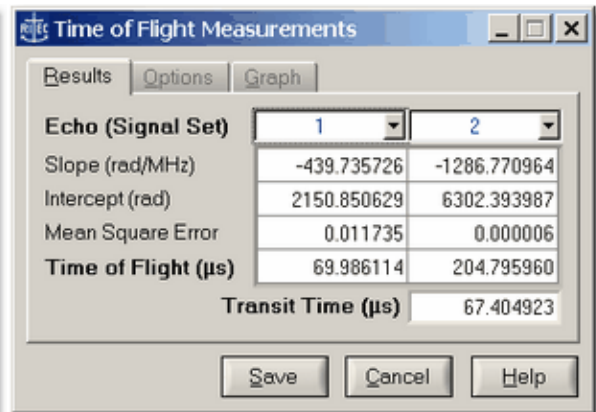 RITEC Time of Flight Measurements
Results Options Graph
Echo (Signal Set) 1 2
Slope (rad/MHz) -439.735726 -1286.770964
Intercept (rad) 2150.850629 6302.393987
Mean Square Error 0.011735 0.000006
Time of Flight (µs) 69.986114 204.795960
Transit Time (µs) 67.404923
Save Cancel Help